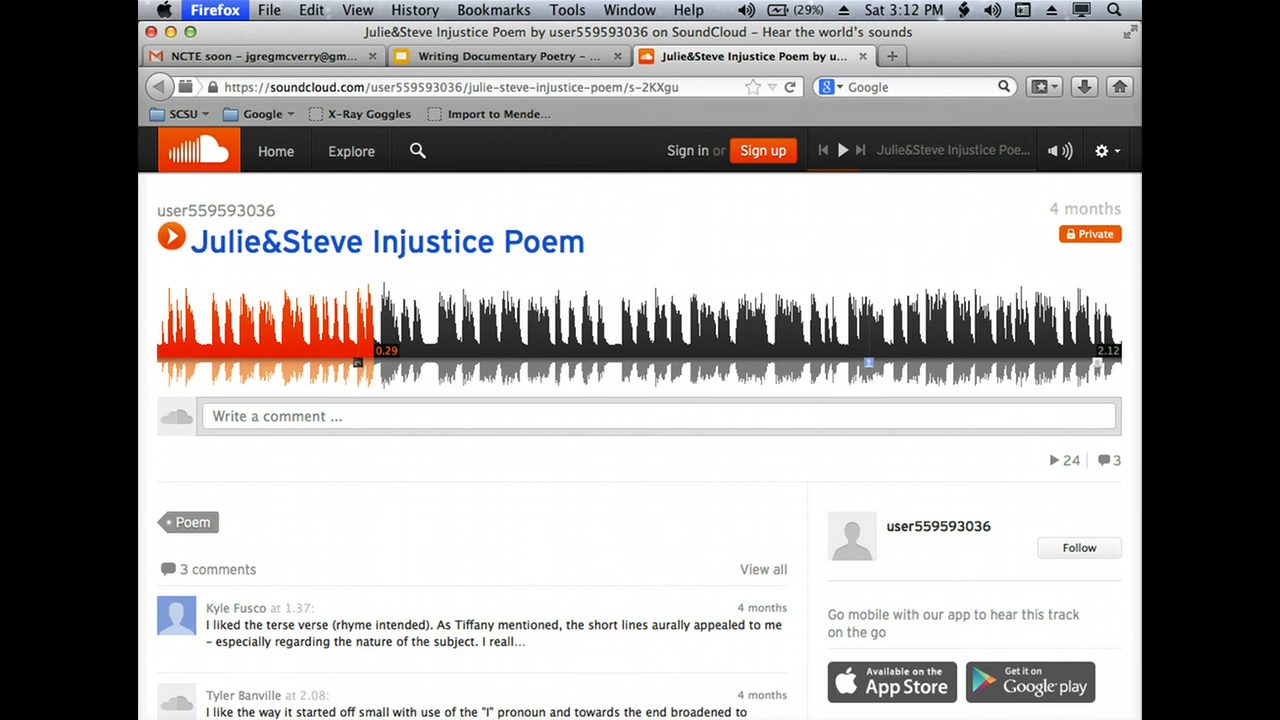 Firefox File Edit View History Bookmarks Tools Window Help (29%) Sat 3:12 PM
Julie&Steve Injustice Poem by user559593036 on SoundCloud – Hear the world's sounds
NCTE soon – jgregmcverry@gm... Writing Documentary Poetry – ... Julie&Steve Injustice Poem by u...
https://soundcloud.com/user559593036/julie-steve-injustice-poem/s-2KXgu Google
SCSU Google X-Ray Goggles Import to Mende...
Home Explore Sign in or Sign up Julie&Steve Injustice Poe...
user559593036 4 months
Julie&Steve Injustice Poem Private
0.29 2.12
Write a comment ...
24 3
Poem
user559593036
Follow
3 comments View all
Kyle Fusco at 1.37: 4 months
I liked the terse verse (rhyme intended). As Tiffany mentioned, the short lines aurally appealed to me
– especially regarding the nature of the subject. I reall...
Go mobile with our app to hear this track
on the go
Available on the App Store
Get it on Google play
Tyler Banville at 2.08: 4 months
I like the way it started off small with use of the "I" pronoun and towards the end broadened to